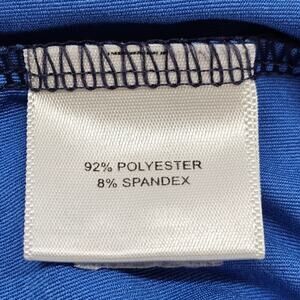 92% POLYESTER
8% SPANDEX